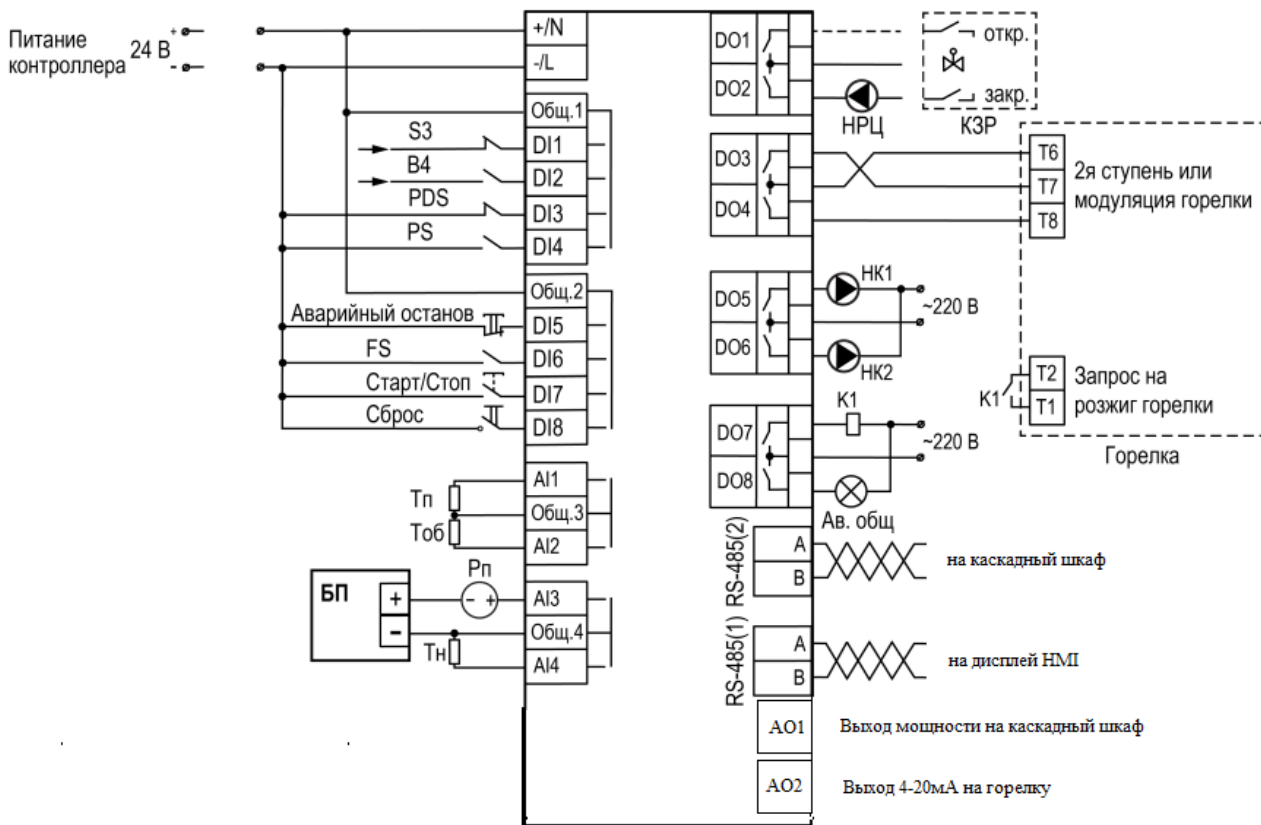 Питание
контроллера
24 В
+
-
+/N
-/L
Общ.1
S3
DI1
B4
DI2
PDS
DI3
PS
DI4
Общ.2
Аварийный останов
DI5
FS
DI6
Старт/Стоп
DI7
Сброс
DI8
Тп
AI1
Общ.3
Тоб
AI2
БП
+
-
Рп
- +
AI3
Общ.4
Тн
AI4
DO1
DO2
НРЦ
откр.
закр.
КЗР
DO3
DO4
T6
T7
T8
2я ступень или
модуляция горелки
DO5
DO6
НК1
НК2
~220 В
T2
T1
K1
Запрос на
розжиг горелки
Горелка
DO7
DO8
K1
~220 В
Ав. общ
RS-485(2)
A
B
на каскадный шкаф
RS-485(1)
A
B
на дисплей HMI
AO1
Выход мощности на каскадный шкаф
AO2
Выход 4-20мА на горелку